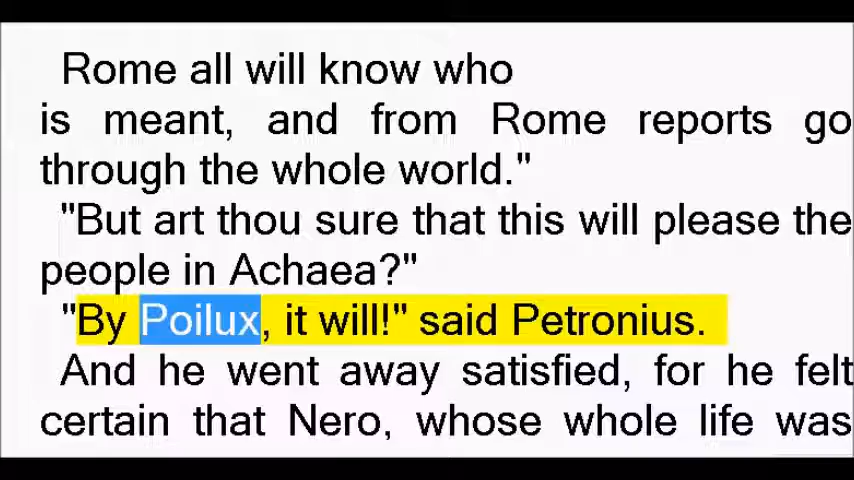 Rome all will know who
is meant, and from Rome reports go
through the whole world."
"But art thou sure that this will please the
people in Achaea?"
"By Poilux, it will!" said Petronius.
And he went away satisfied, for he felt
certain that Nero, whose whole life was